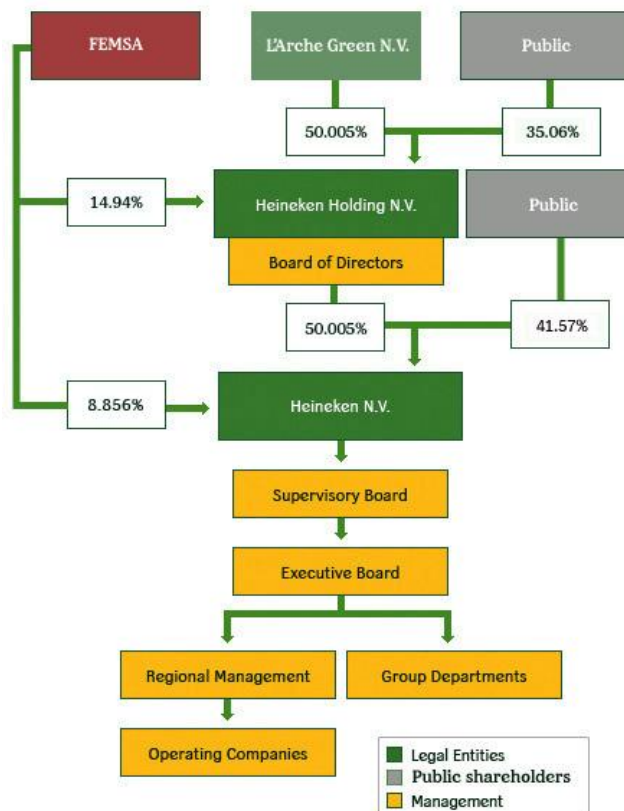 FEMSA
L'Arche Green N.V.
Public
50.005%
35.06%
14.94%
Heineken Holding N.V.
Public
Board of Directors
50.005%
41.57%
8.856%
Heineken N.V.
Supervisory Board
Executive Board
Regional Management
Group Departments
Operating Companies
Legal Entities
Public shareholders
Management